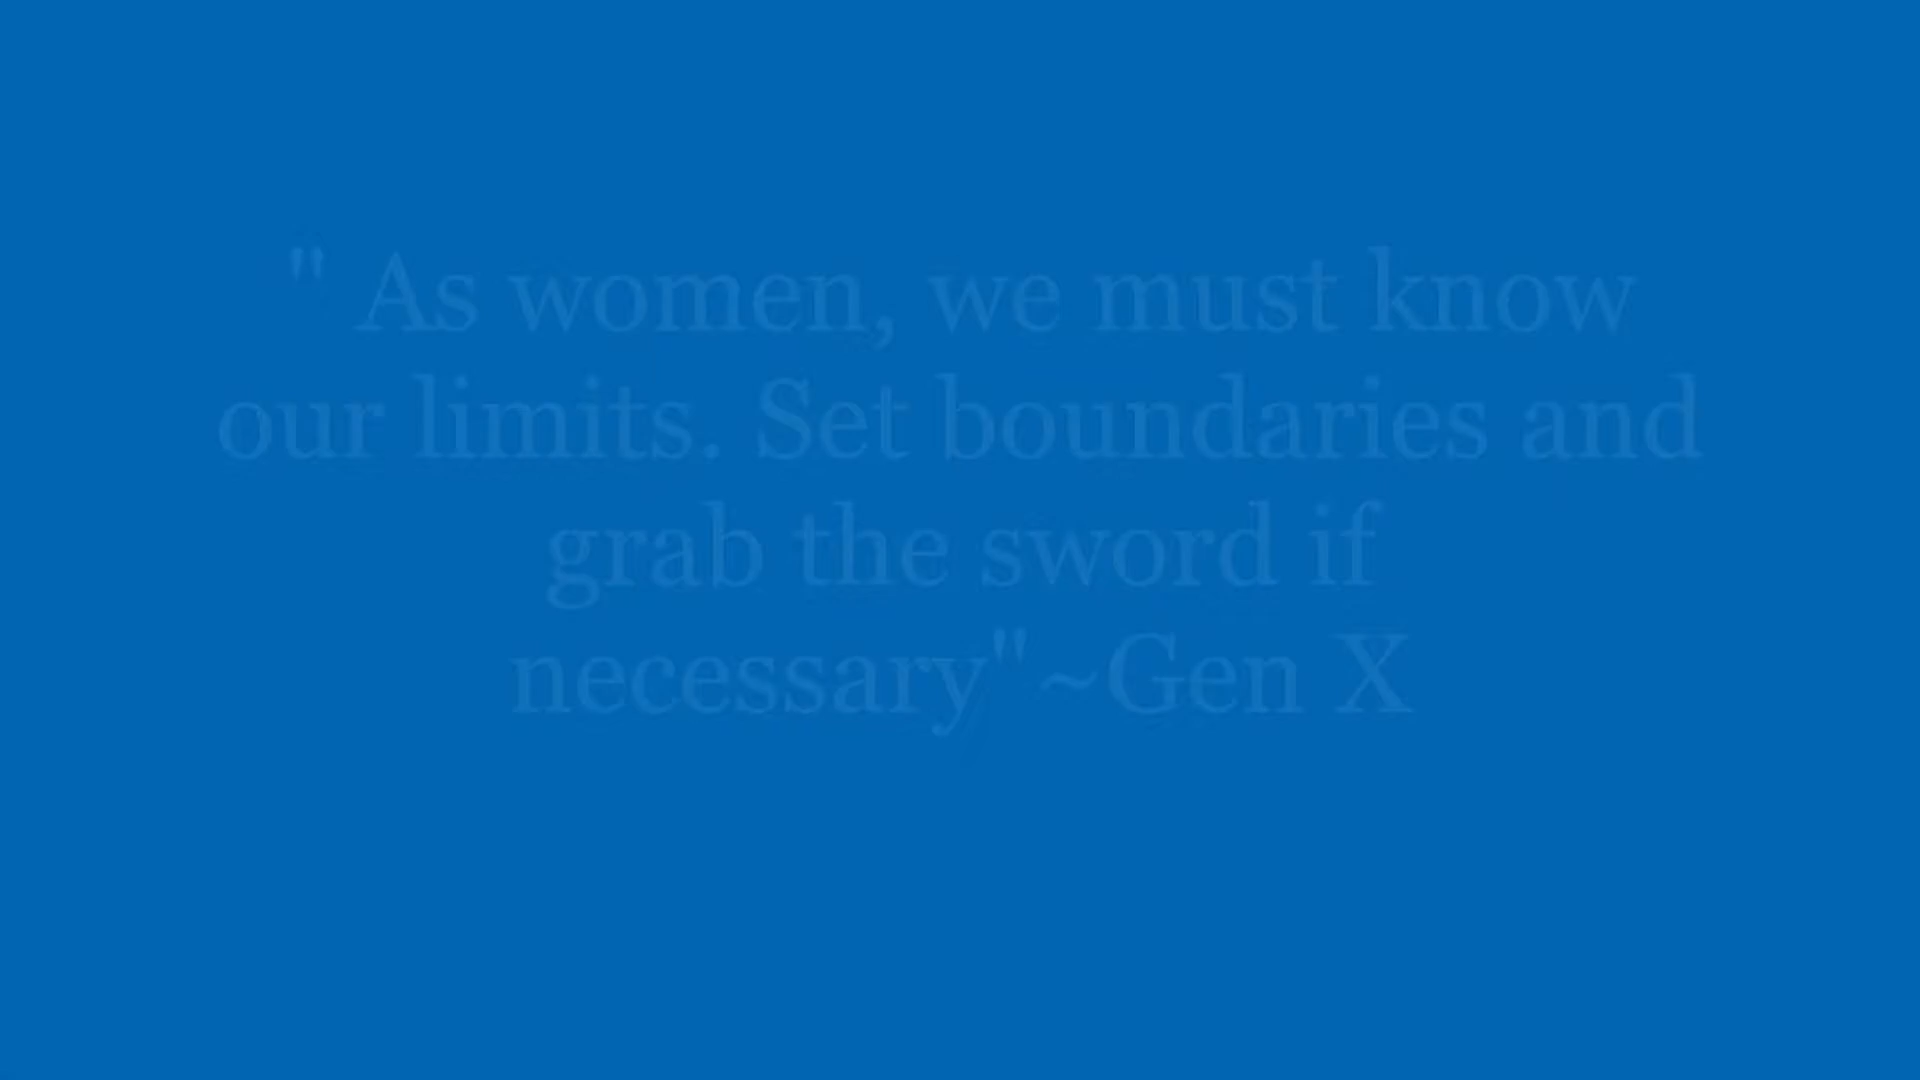 " As women, we must know
our limits. Set boundaries and
grab the sword if
necessary"~Gen X